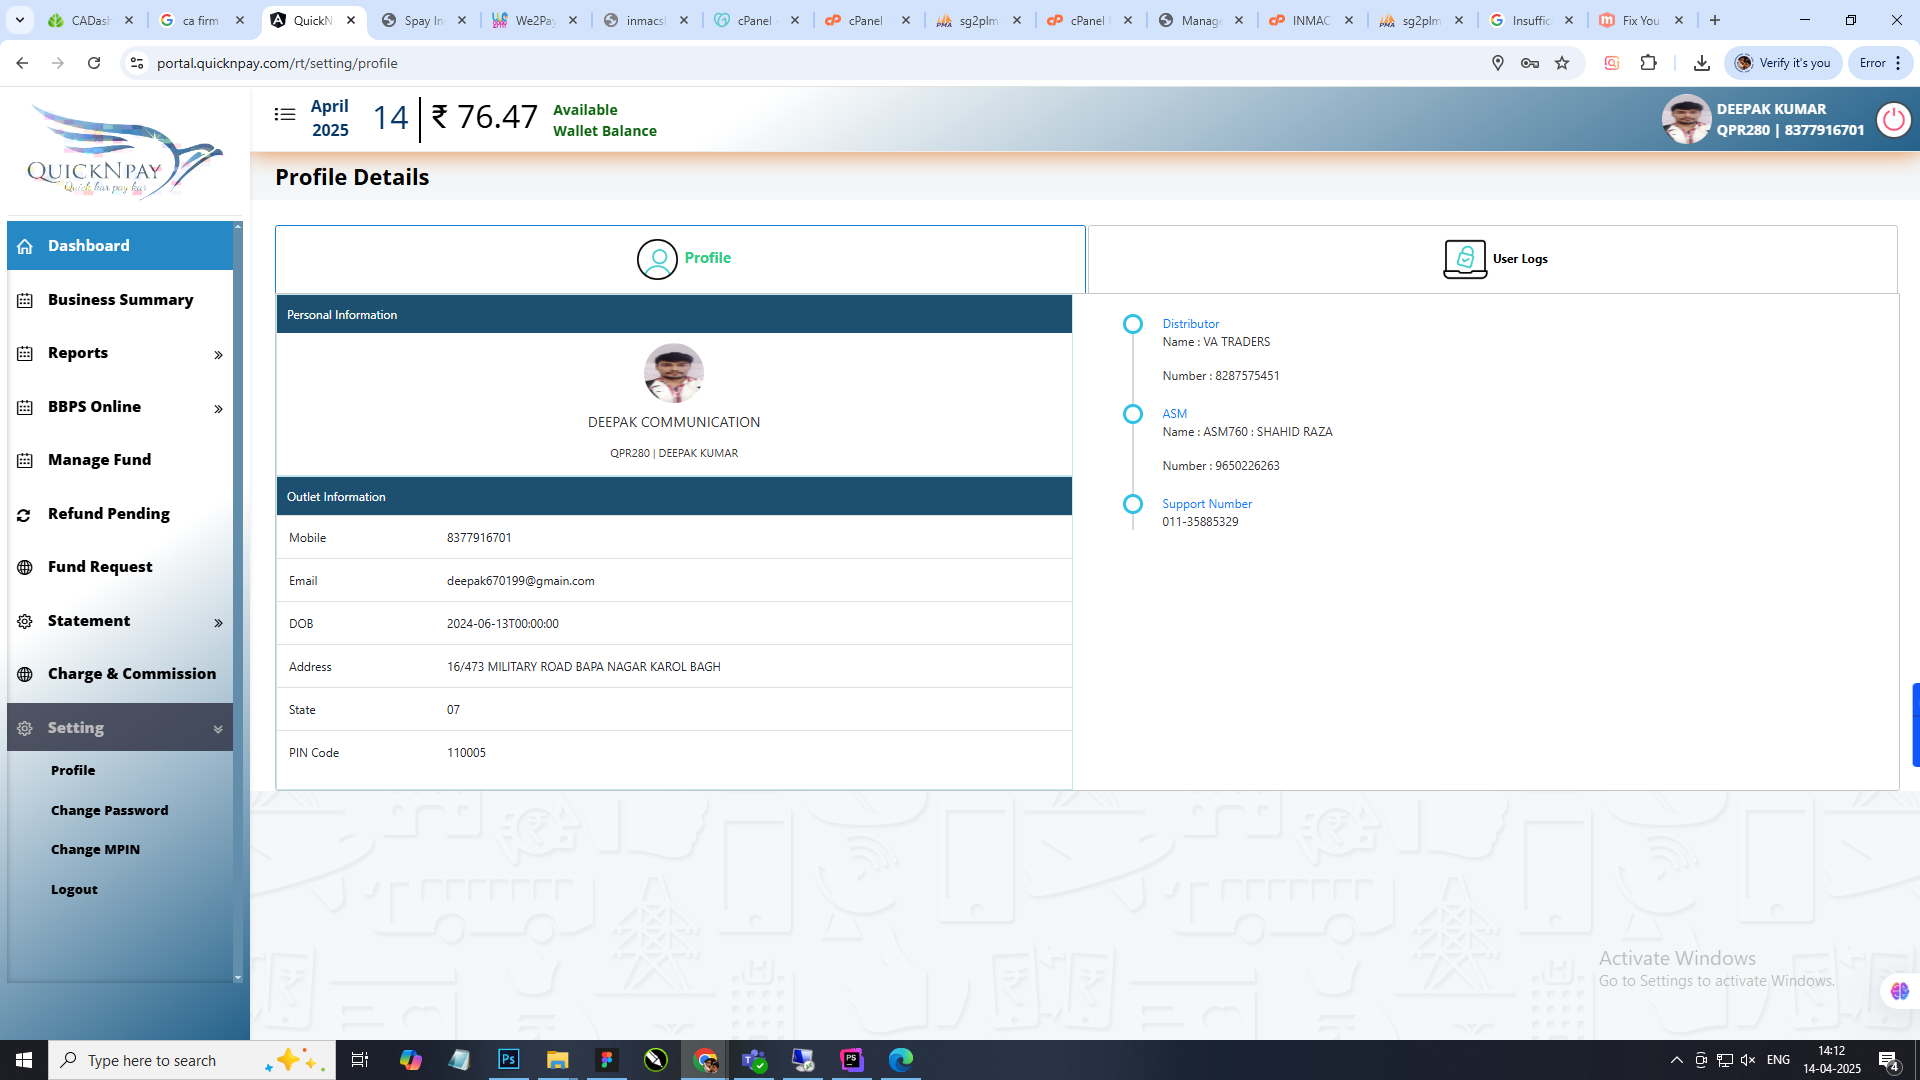 CADash
ca firm
QuickN
Spay In
We2Pay
inmacs
cPanel
cPanel
sg2plm
cPanel
Manage
INMAC
sg2plm
Insuffic
Fix You
portal.quicknpay.com/rt/setting/profile
Verify it's you
Error
QUICKNPAY
Quick kar pay kar
April
2025
14
₹ 76.47
Available
Wallet Balance
DEEPAK KUMAR
QPR280 | 8377916701
Profile Details
Dashboard
Business Summary
Reports
BBPS Online
Manage Fund
Refund Pending
Fund Request
Statement
Charge & Commission
Setting
Profile
Change Password
Change MPIN
Logout
Profile
User Logs
Personal Information
DEEPAK COMMUNICATION
QPR280 | DEEPAK KUMAR
Outlet Information
Mobile 8377916701
Email deepak670199@gmain.com
DOB 2024-06-13T00:00:00
Address 16/473 MILITARY ROAD BAPA NAGAR KAROL BAGH
State 07
PIN Code 110005
Distributor
Name : VA TRADERS
Number : 8287575451
ASM
Name : ASM760 : SHAHID RAZA
Number : 9650226263
Support Number
011-35885329
Activate Windows
Go to Settings to activate Windows.
Type here to search
Ps
PS
ENG
14:12
14-04-2025
4